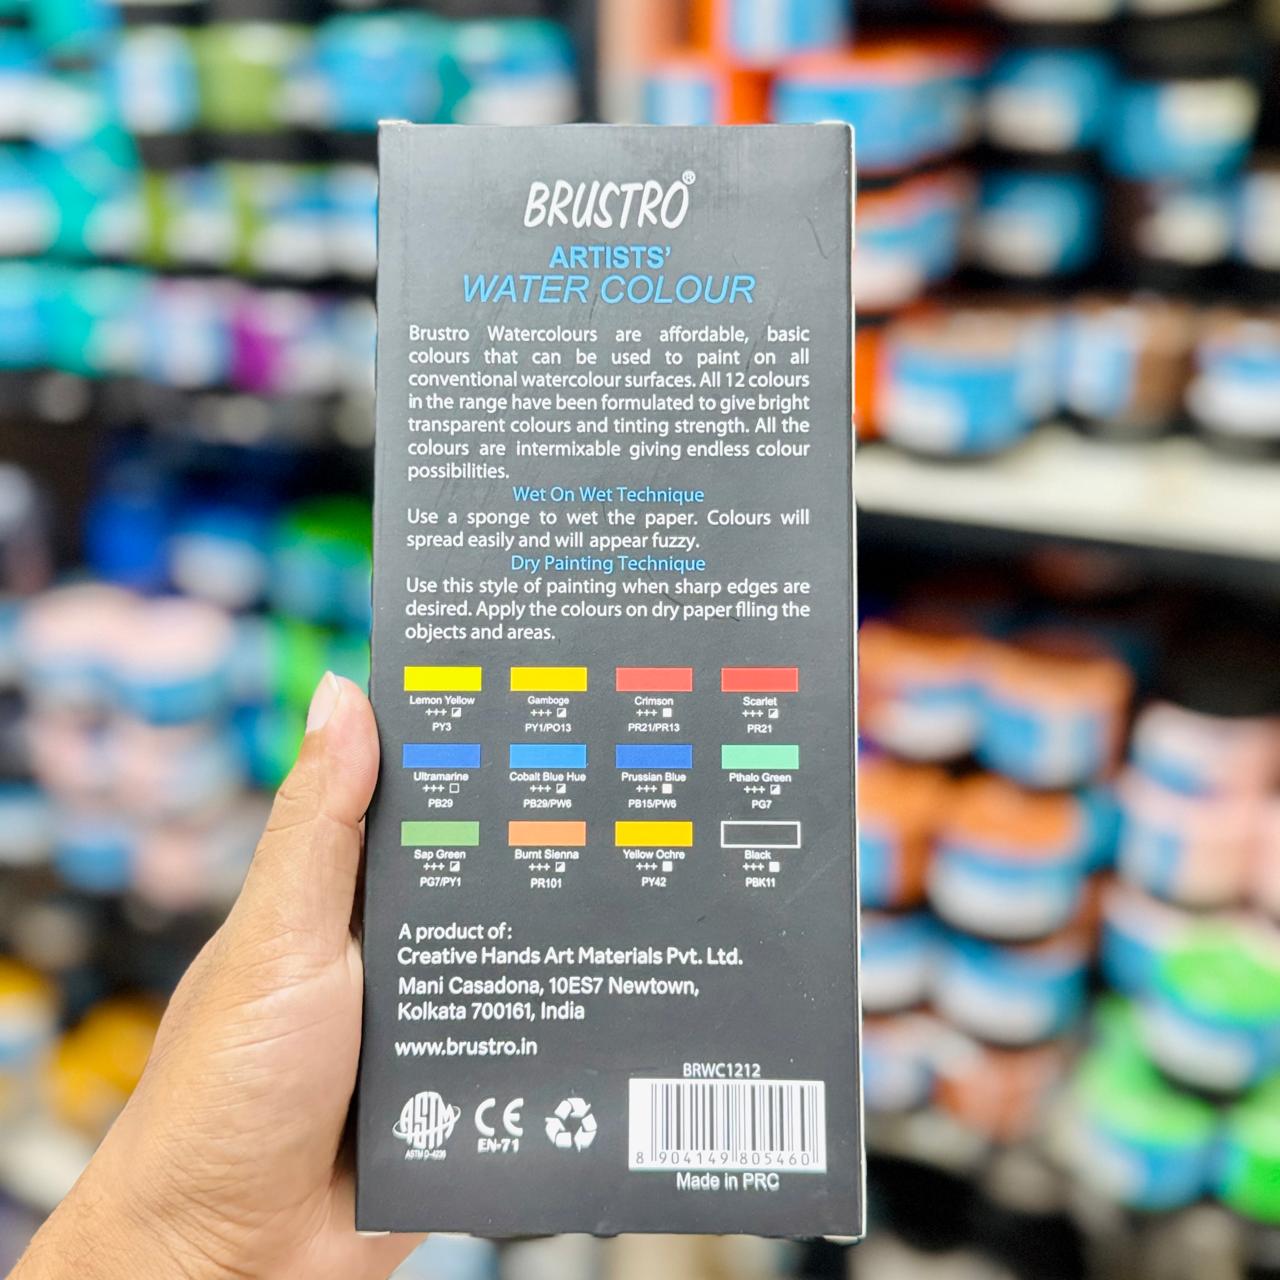 BRUSTRO®
ARTISTS'
WATER COLOUR
Brustro Watercolours are affordable, basic
colours that can be used to paint on all
conventional watercolour surfaces. All 12 colours
in the range have been formulated to give bright
transparent colours and tinting strength. All the
colours are intermixable giving endless colour
possibilities.
Wet On Wet Technique
Use a sponge to wet the paper. Colours will
spread easily and will appear fuzzy.
Dry Painting Technique
Use this style of painting when sharp edges are
desired. Apply the colours on dry paper flling the
objects and areas.
Lemon Yellow Gamboge Crimson Scarlet
+++ +++ +++ +++
PY3 PY1/PO13 PR21/PR13 PR21
Ultramarine Cobalt Blue Hue Prussian Blue Pthalo Green
+++ +++ +++ +++
PB29 PB29/PW6 PB15/PW6 PG7
Sap Green Burnt Sienna Yellow Ochre Black
+++ +++ +++ +++
PG7/PY1 PR101 PY42 PBK11
A product of:
Creative Hands Art Materials Pvt. Ltd.
Mani Casadona, 10ES7 Newtown,
Kolkata 700161, India
www.brustro.in
BRWC1212
ASTM CE
ASTM D-4236 EN-71
8 904149 805460
Made in PRC